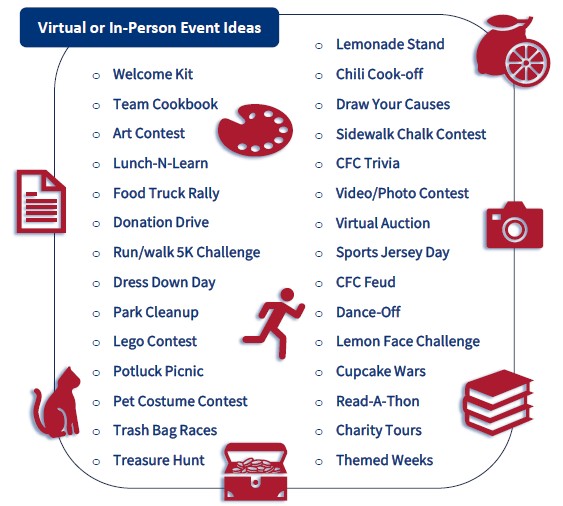 Virtual or In-Person Event Ideas
Welcome Kit
Team Cookbook
Art Contest
Lunch-N-Learn
Food Truck Rally
Donation Drive
Run/walk 5K Challenge
Dress Down Day
Park Cleanup
Lego Contest
Potluck Picnic
Pet Costume Contest
Trash Bag Races
Treasure Hunt
Lemonade Stand
Chili Cook-off
Draw Your Causes
Sidewalk Chalk Contest
CFC Trivia
Video/Photo Contest
Virtual Auction
Sports Jersey Day
CFC Feud
Dance-Off
Lemon Face Challenge
Cupcake Wars
Read-A-Thon
Charity Tours
Themed Weeks